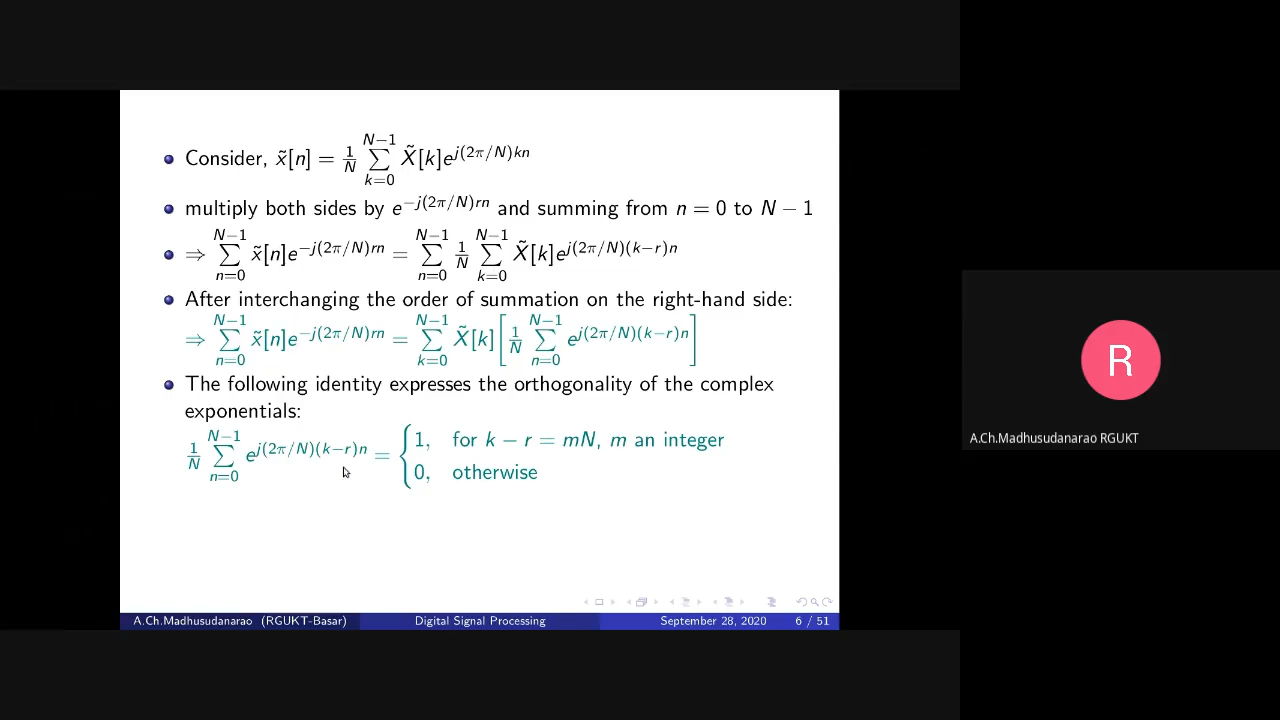 Consider, x̃[n] = 1/N ∑_{k=0}^{N−1} X̃[k]e^{j(2π/N)kn}
multiply both sides by e^{−j(2π/N)rn} and summing from n = 0 to N − 1
⇒ ∑_{n=0}^{N−1} x̃[n]e^{−j(2π/N)rn} = ∑_{n=0}^{N−1} 1/N ∑_{k=0}^{N−1} X̃[k]e^{j(2π/N)(k−r)n}
After interchanging the order of summation on the right-hand side:
⇒ ∑_{n=0}^{N−1} x̃[n]e^{−j(2π/N)rn} = ∑_{k=0}^{N−1} X̃[k] [1/N ∑_{n=0}^{N−1} e^{j(2π/N)(k−r)n}]
The following identity expresses the orthogonality of the complex
exponentials:
1/N ∑_{n=0}^{N−1} e^{j(2π/N)(k−r)n} = { 1, for k − r = mN, m an integer
0, otherwise
A.Ch.Madhusudanarao (RGUKT-Basar) Digital Signal Processing September 28, 2020 6 / 51
R
A.Ch.Madhusudanarao RGUKT